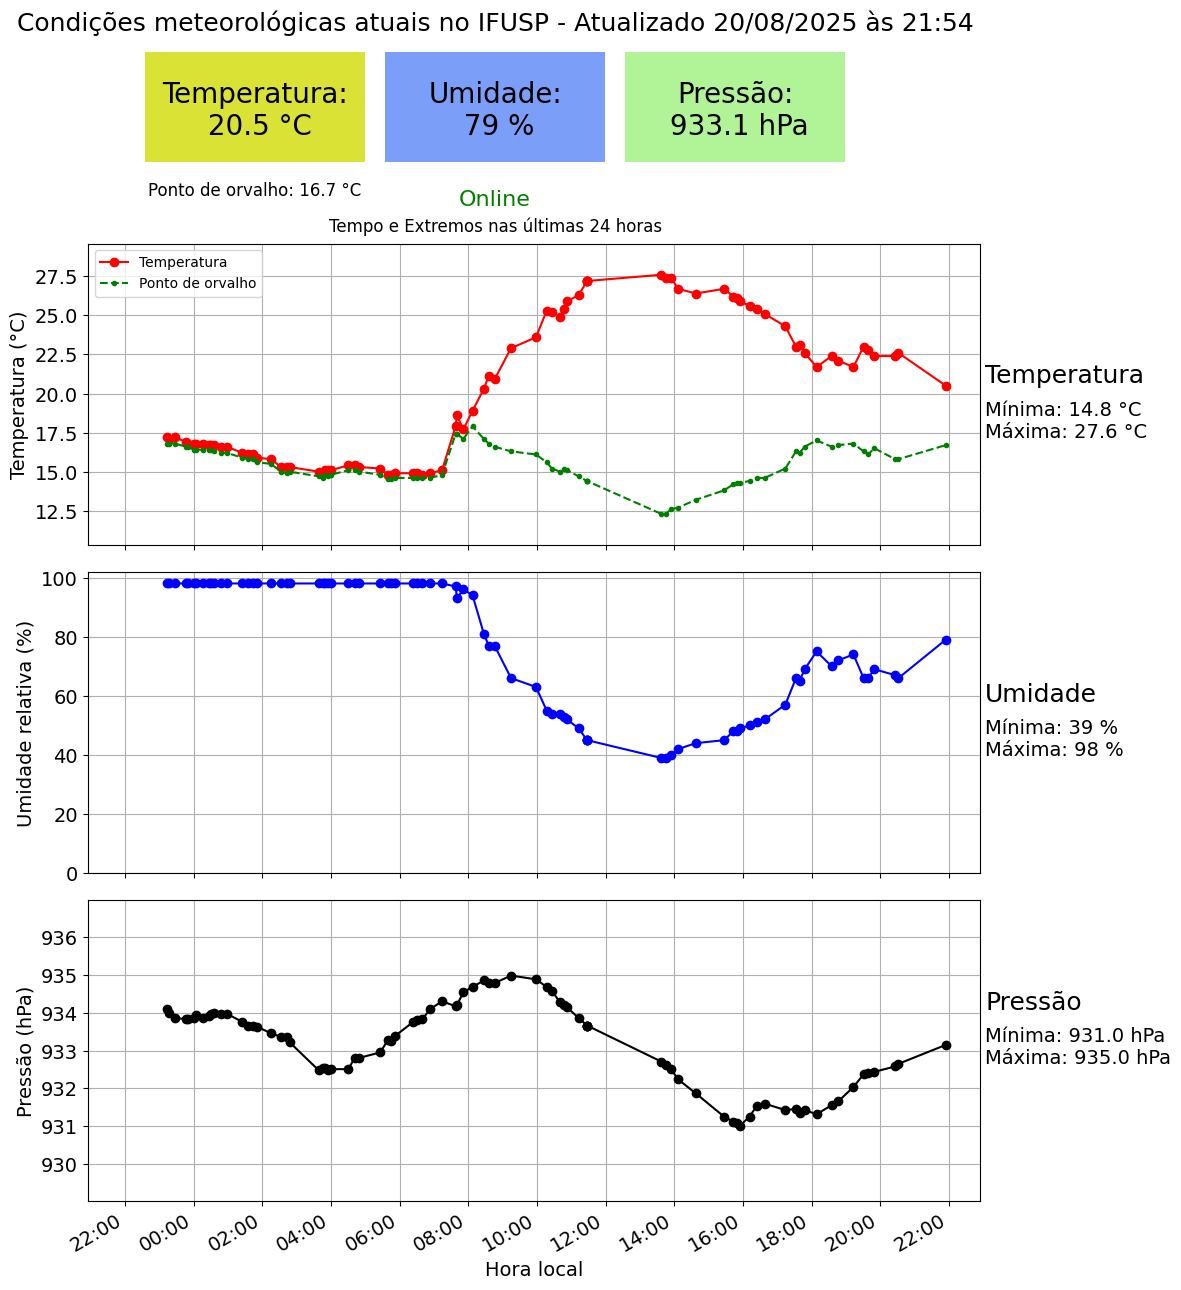 Condições meteorológicas atuais no IFUSP - Atualizado 20/08/2025 às 21:54
Temperatura:
20.5 °C
Umidade:
79 %
Pressão:
933.1 hPa
Ponto de orvalho: 16.7 °C
Online
Tempo e Extremos nas últimas 24 horas
Temperatura
Ponto de orvalho
Temperatura (°C)
27.5
25.0
22.5
20.0
17.5
15.0
12.5
Temperatura
Mínima: 14.8 °C
Máxima: 27.6 °C
Umidade relativa (%)
100
80
60
40
20
0
Umidade
Mínima: 39 %
Máxima: 98 %
Pressão (hPa)
936
935
934
933
932
931
930
Pressão
Mínima: 931.0 hPa
Máxima: 935.0 hPa
22:00 00:00 02:00 04:00 06:00 08:00 10:00 12:00 14:00 16:00 18:00 20:00 22:00
Hora local